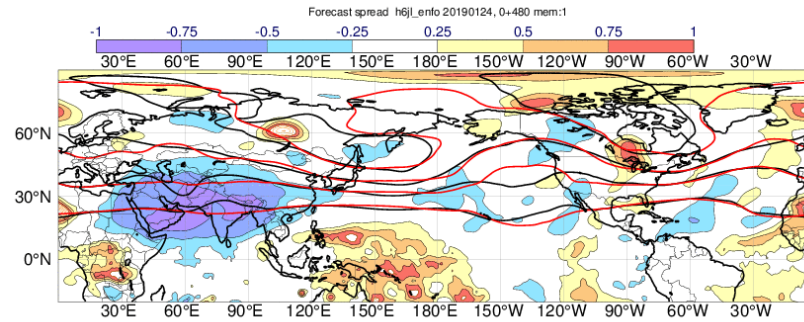 Forecast spread h6jl_enfo 20190124, 0+480 mem:1
-1 -0.75 -0.5 -0.25 0.25 0.5 0.75 1
30°E 60°E 90°E 120°E 150°E 180°E 150°W 120°W 90°W 60°W 30°W
60°N
30°N
0°N
30°E 60°E 90°E 120°E 150°E 180°E 150°W 120°W 90°W 60°W 30°W